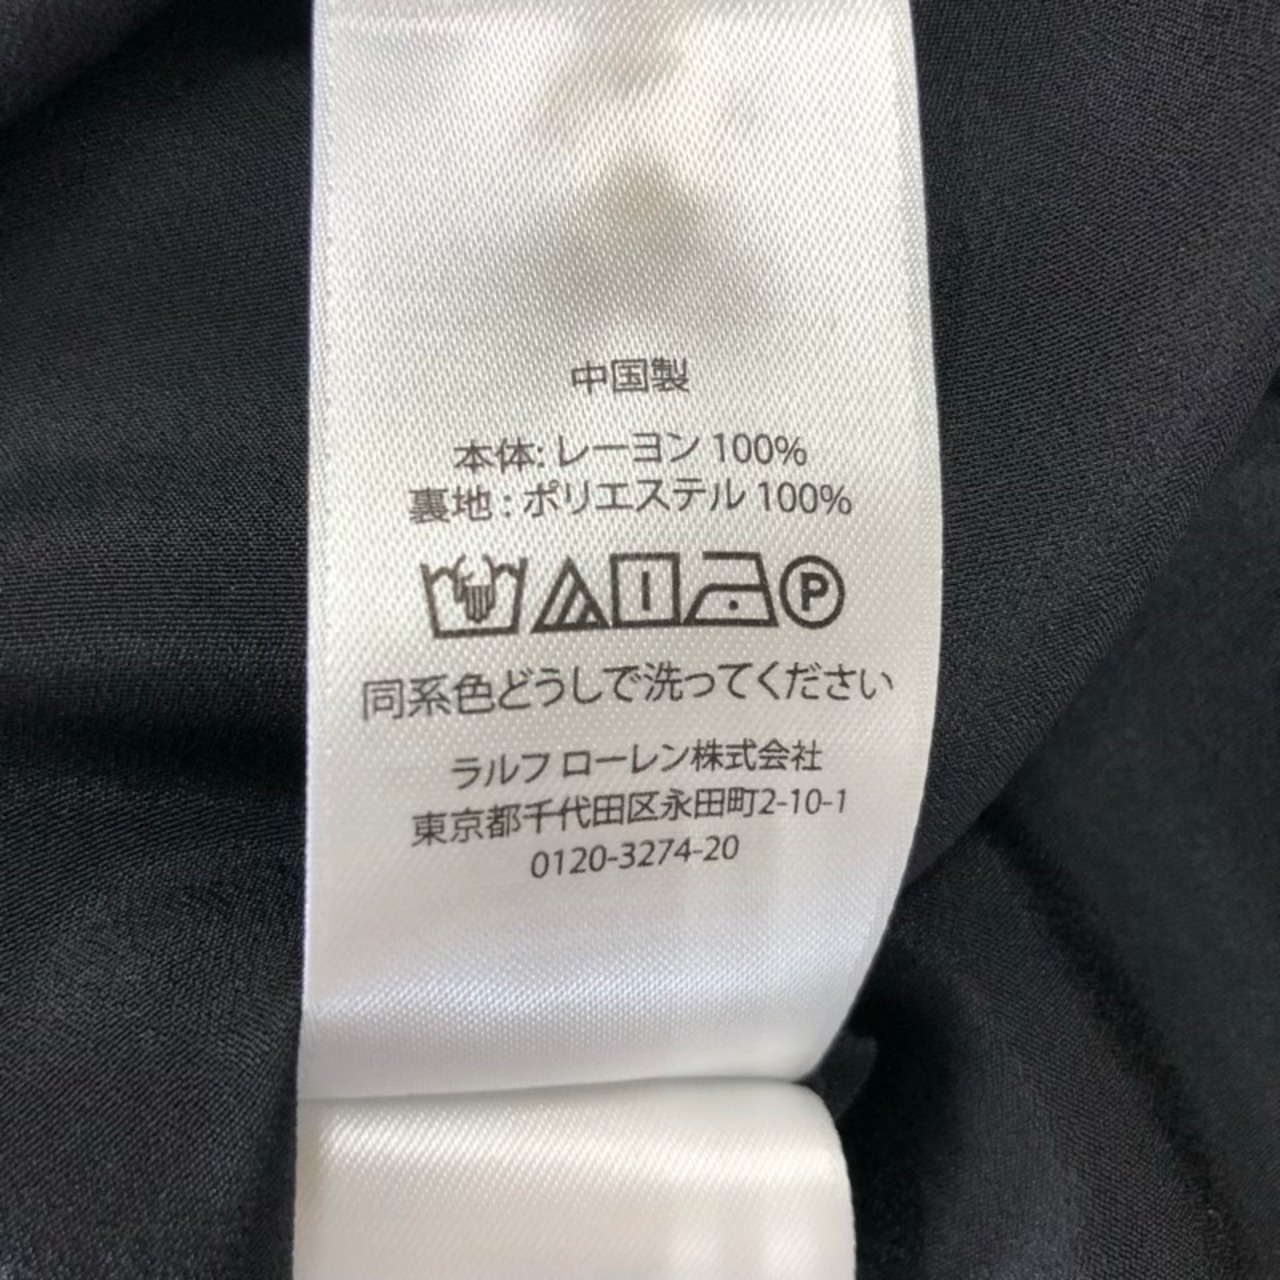 中国製
本体: レーヨン 100%
裏地 : ポリエステル 100%
P
同系色どうしで洗ってください
ラルフ ローレン株式会社
東京都千代田区永田町2-10-1
0120-3274-20